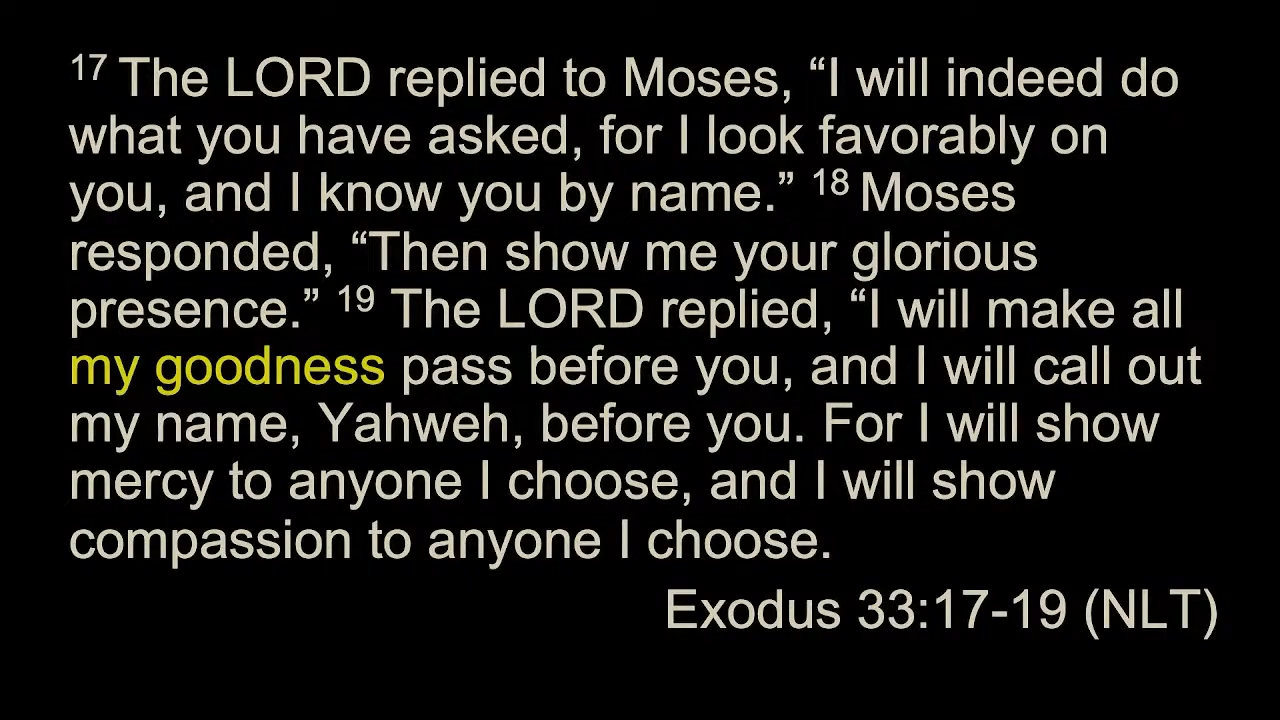 17 The LORD replied to Moses, “I will indeed do
what you have asked, for I look favorably on
you, and I know you by name.” 18 Moses
responded, “Then show me your glorious
presence.” 19 The LORD replied, “I will make all
my goodness pass before you, and I will call out
my name, Yahweh, before you. For I will show
mercy to anyone I choose, and I will show
compassion to anyone I choose.
Exodus 33:17-19 (NLT)